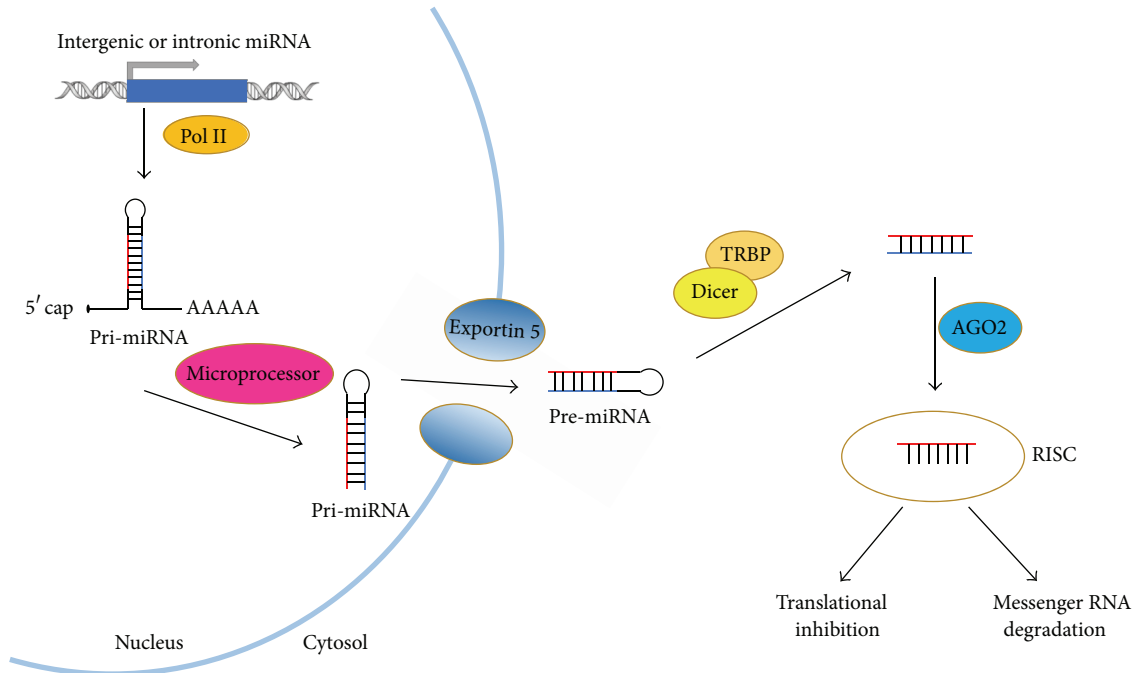 Intergenic or intronic miRNA
Pol II
5′ cap
AAAAA
Pri-miRNA
Microprocessor
Pri-miRNA
Exportin 5
Pre-miRNA
TRBP
Dicer
AGO2
RISC
Translational
inhibition
Messenger RNA
degradation
Nucleus
Cytosol